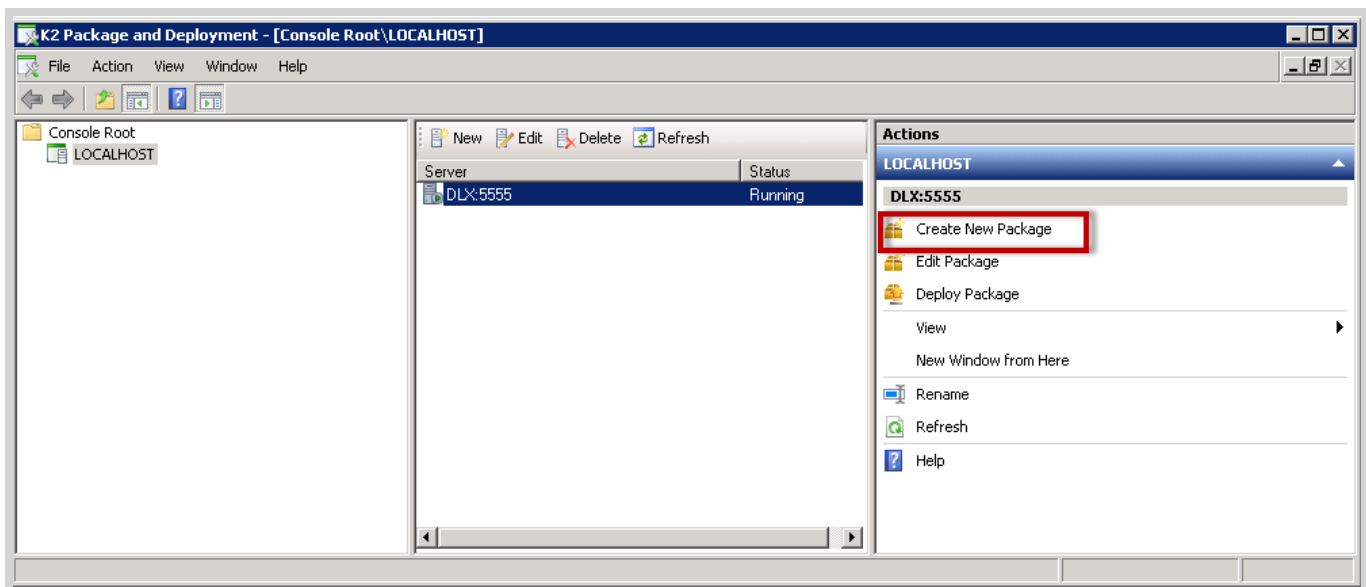 K2 Package and Deployment - [Console Root\LOCALHOST]
File Action View Window Help
Console Root
LOCALHOST
New Edit Delete Refresh
Server Status
DLX:5555 Running
Actions
LOCALHOST
DLX:5555
Create New Package
Edit Package
Deploy Package
View
New Window from Here
Rename
Refresh
Help